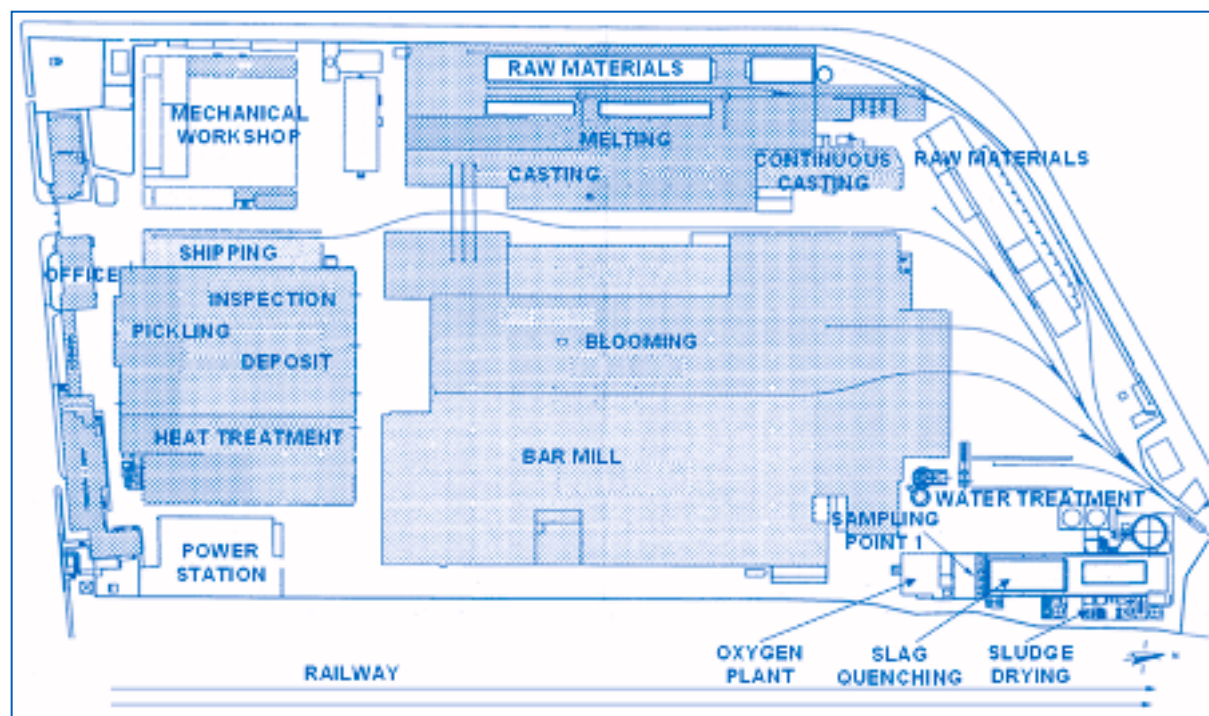 RAW MATERIALS
MECHANICAL
WORKSHOP
MELTING
CASTING
CONTINUOUS
CASTING
RAW MATERIALS
SHIPPING
OFFICE
INSPECTION
PICKLING
DEPOSIT
BLOOMING
HEAT TREATMENT
BAR MILL
WATER TREATMENT
SAMPLING
POINT 1
POWER
STATION
OXYGEN
PLANT
SLAG
QUENCHING
SLUDGE
DRYING
RAILWAY